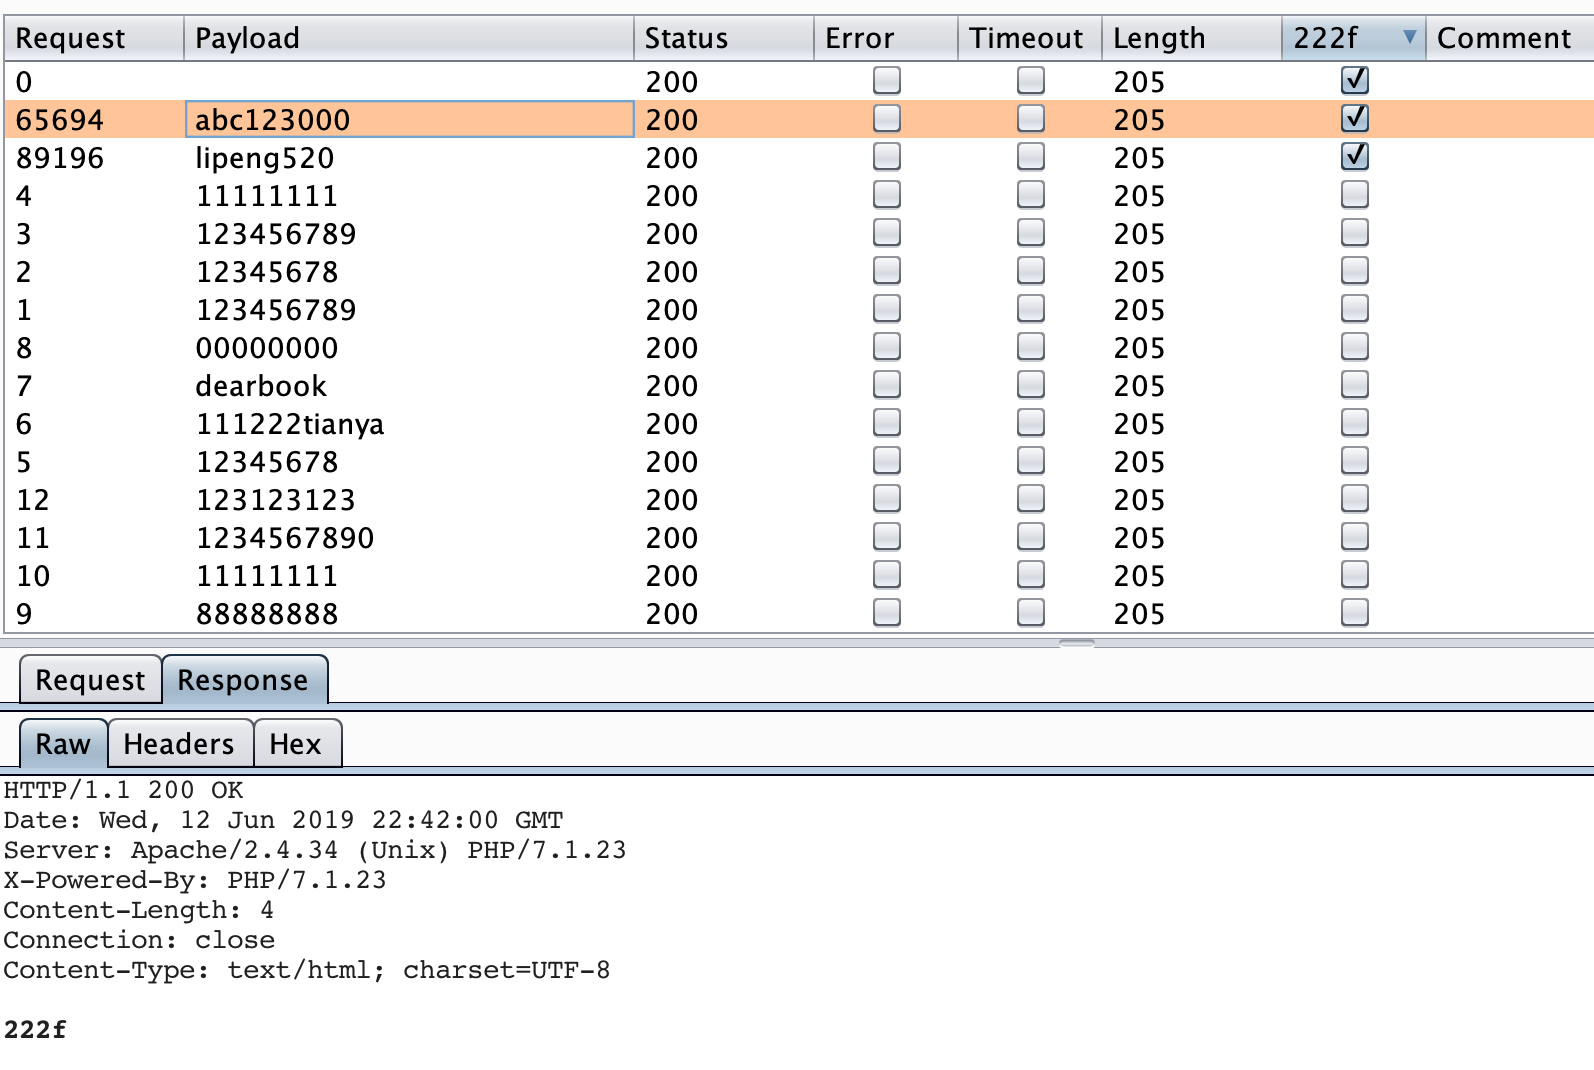 Request Payload Status Error Timeout Length 222f Comment
0 200 205
65694 abc123000 200 205
89196 lipeng520 200 205
4 11111111 200 205
3 123456789 200 205
2 12345678 200 205
1 123456789 200 205
8 00000000 200 205
7 dearbook 200 205
6 111222tianya 200 205
5 12345678 200 205
12 123123123 200 205
11 1234567890 200 205
10 11111111 200 205
9 88888888 200 205
Request Response
Raw Headers Hex
HTTP/1.1 200 OK
Date: Wed, 12 Jun 2019 22:42:00 GMT
Server: Apache/2.4.34 (Unix) PHP/7.1.23
X-Powered-By: PHP/7.1.23
Content-Length: 4
Connection: close
Content-Type: text/html; charset=UTF-8
222f